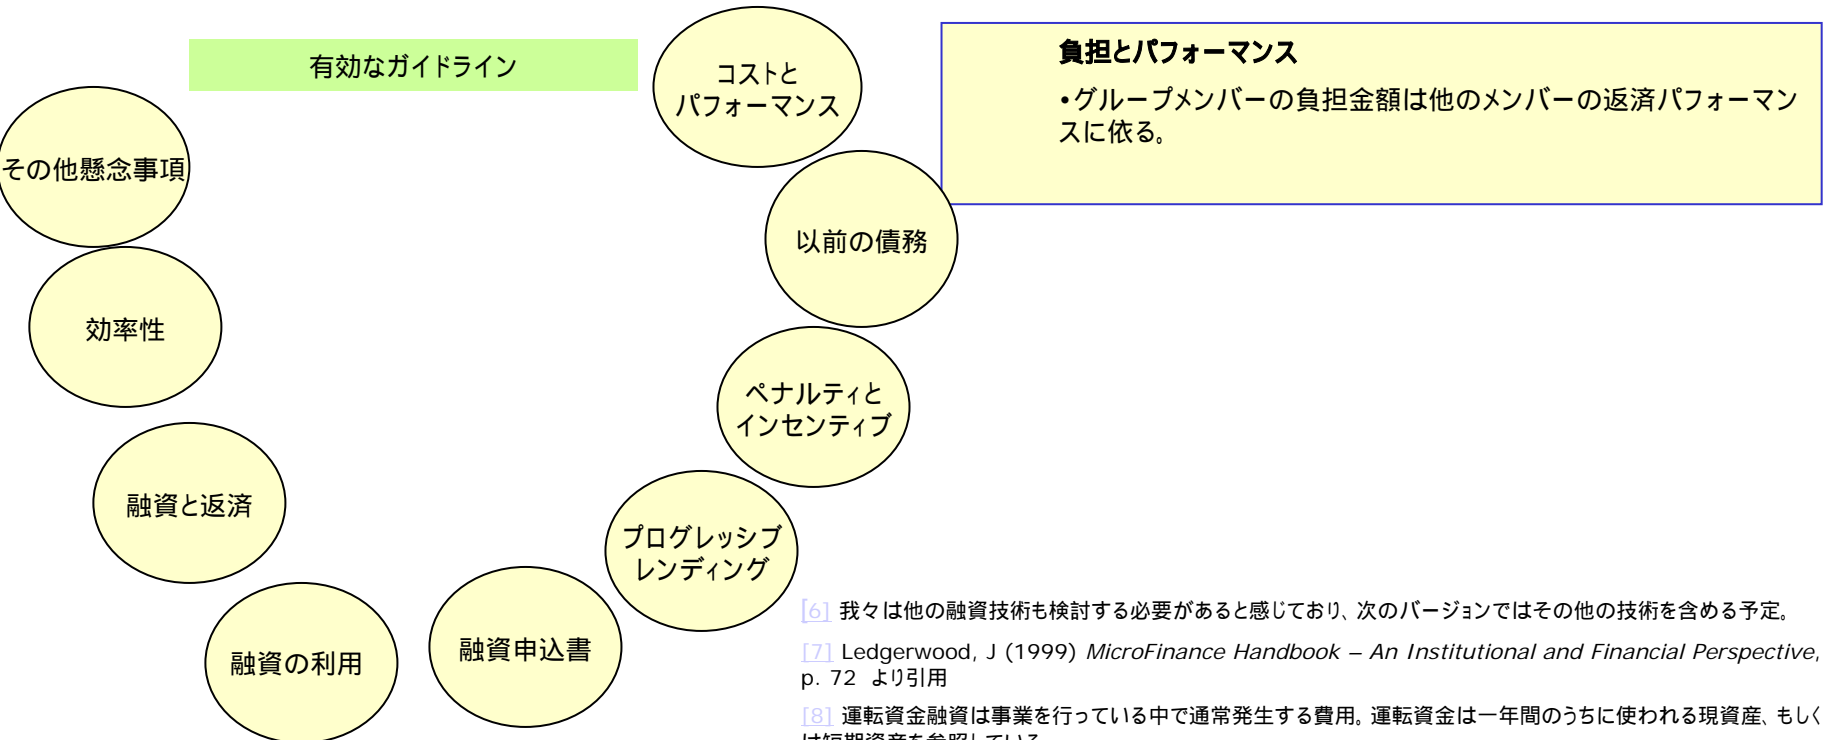 有効なガイドライン
コストと
パフォーマンス
負担とパフォーマンス
•グループメンバーの負担金額は他のメンバーの返済パフォーマン
スに依る。
その他懸念事項
以前の債務
効率性
ペナルティと
インセンティブ
融資と返済
プログレッシブ
レンディング
融資の利用
融資申込書
[6] 我々は他の融資技術も検討する必要があると感じており、次のバージョンではその他の技術を含める予定。
[7] Ledgerwood, J (1999) MicroFinance Handbook – An Institutional and Financial Perspective,
p. 72 より引用
[8] 運転資金融資は事業を行っている中で通常発生する費用。運転資金は一年間のうちに使われる現資産、もしく
は短期資産を参照している